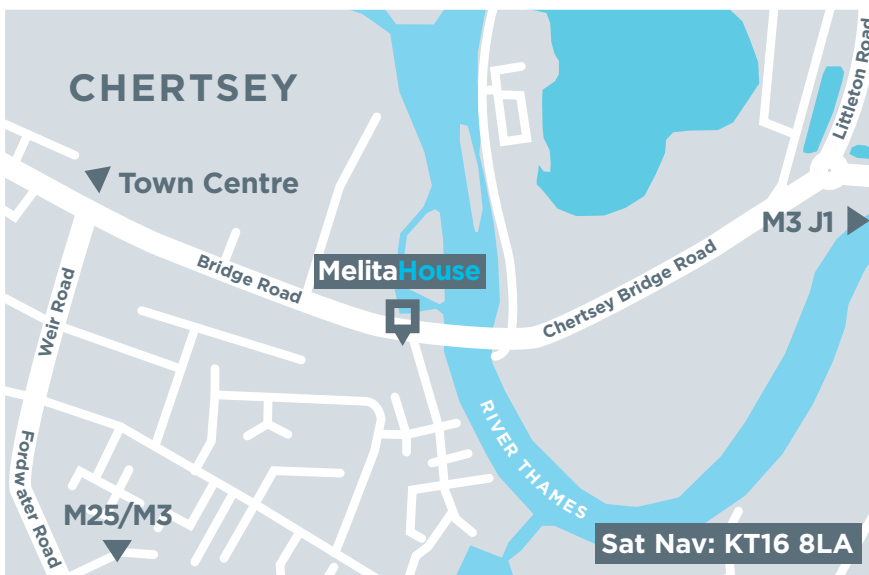 CHERTSEY
Littleton Road
Town Centre
M3 J1
Bridge Road
MelitaHouse
Chertsey Bridge Road
Weir Road
RIVER THAMES
Fordwater Road
M25/M3
Sat Nav: KT16 8LA